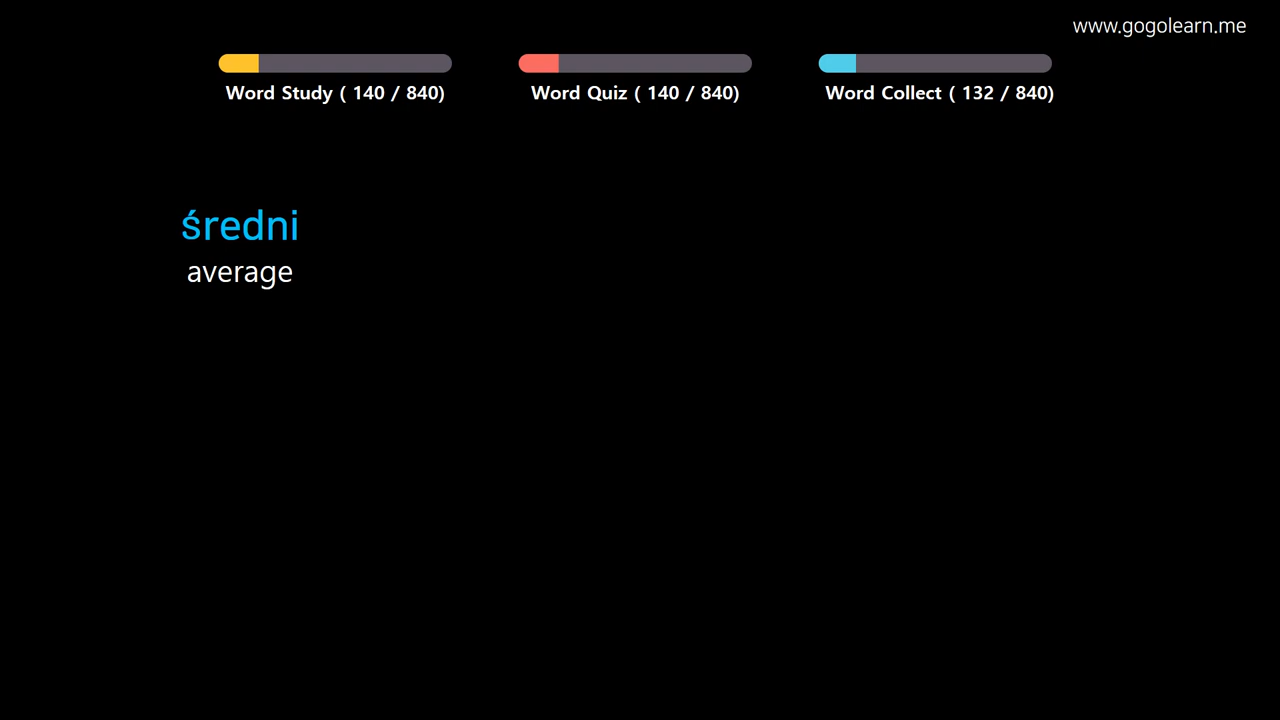 www.gogolearn.me
Word Study ( 140 / 840)
Word Quiz ( 140 / 840)
Word Collect ( 132 / 840)
średni
average